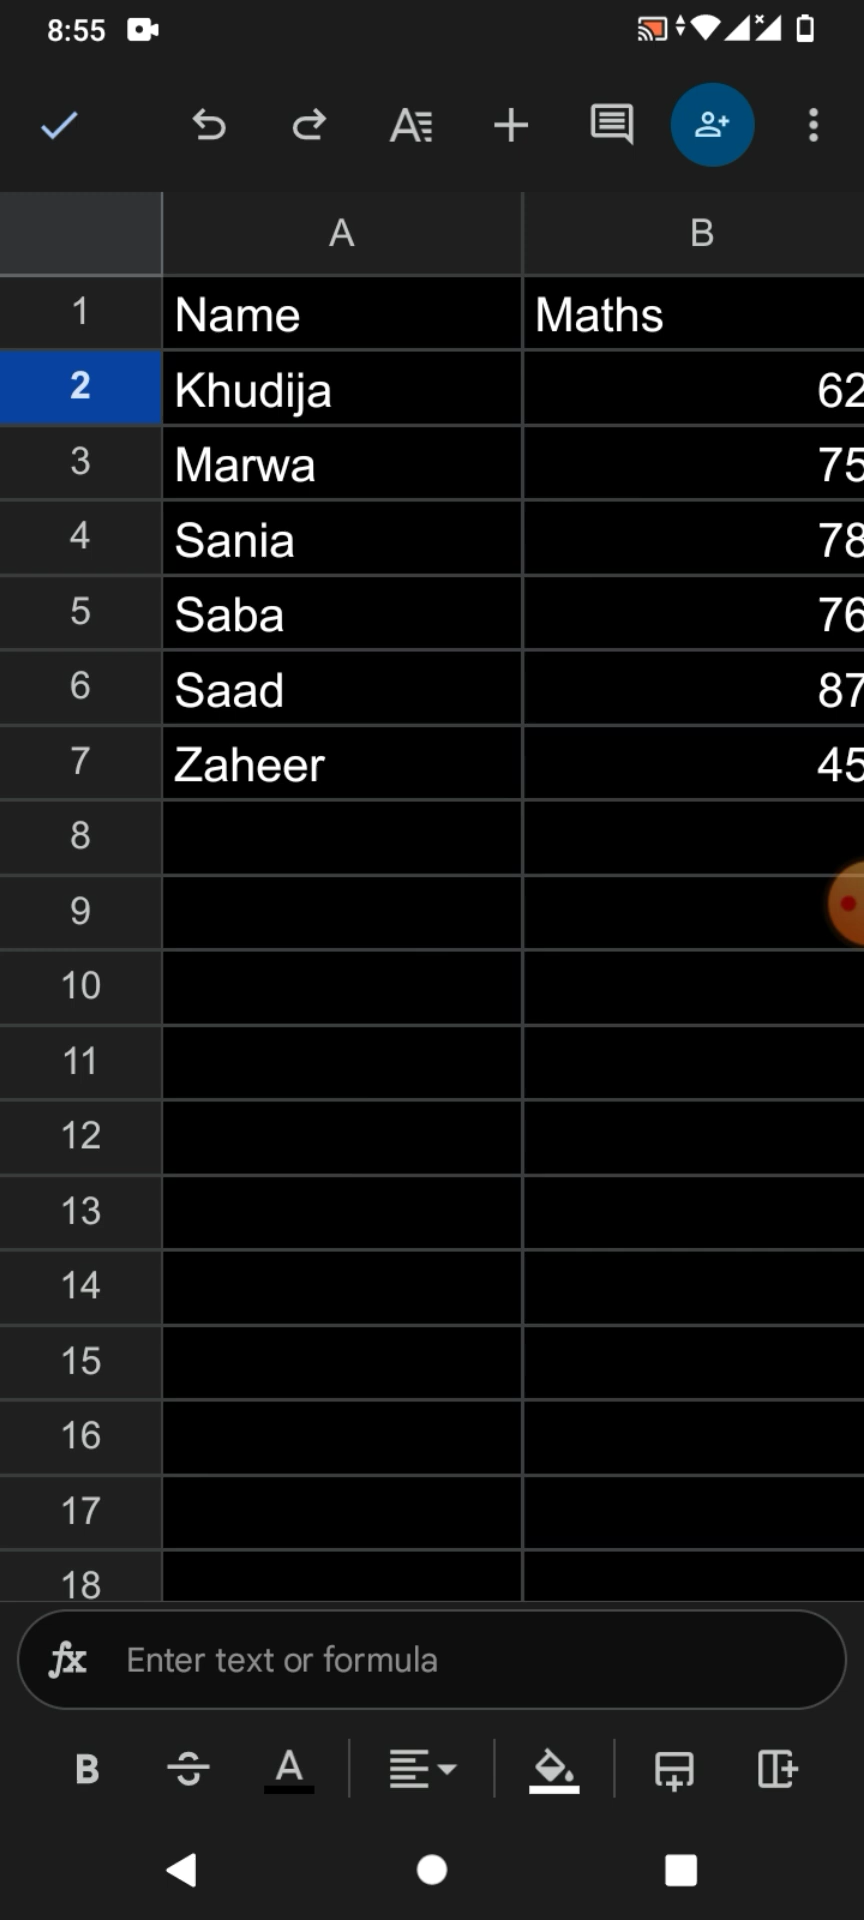 8:55
A B
1 Name Maths
2 Khudija 62
3 Marwa 75
4 Sania 78
5 Saba 76
6 Saad 87
7 Zaheer 45
8
9
10
11
12
13
14
15
16
17
18
fx Enter text or formula
B S A